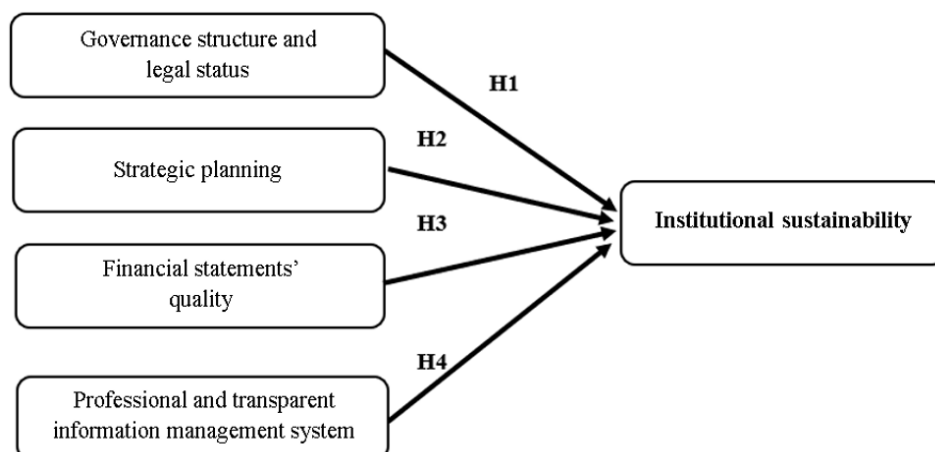 Governance structure and
legal status
H1
H2
Strategic planning
Institutional sustainability
H3
Financial statements’
quality
H4
Professional and transparent
information management system